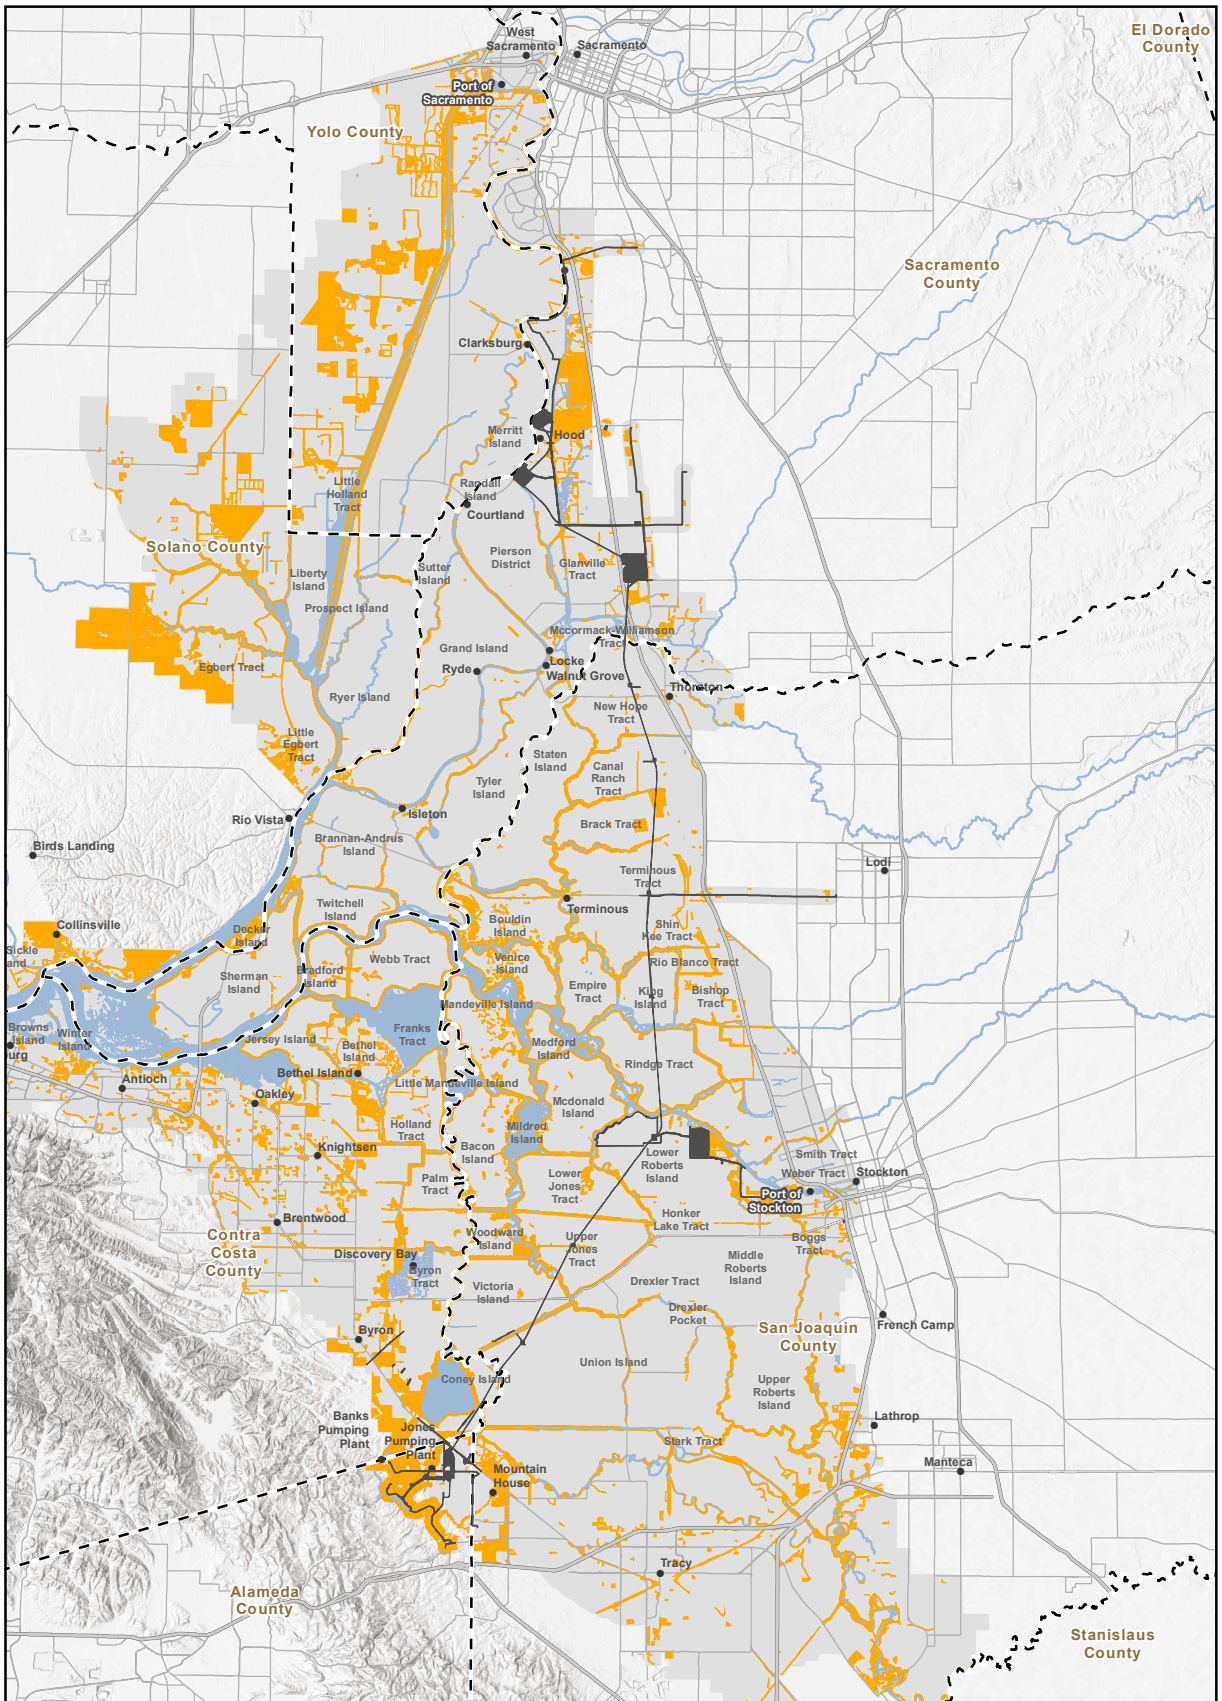 El Dorado
County
West
Sacramento
Sacramento
Port of
Sacramento
Yolo County
Sacramento
County
Clarksburg
Merritt
Island
Hood
Little
Holland
Tract
Randall
Island
Courtland
Solano County
Pierson
District
Glanville
Tract
Sutter
Island
Liberty
Island
Prospect Island
Mccormack-Williamson
Tract
Grand Island
Locke
Egbert Tract
Ryde
Walnut Grove
Thornton
Ryer Island
New Hope
Tract
Little
Egbert
Tract
Staten
Island
Canal
Ranch
Tract
Tyler
Island
Isleton
Rio Vista
Brack Tract
Brannan-Andrus
Island
Birds Landing
Lodi
Terminous
Tract
Twitchell
Island
Terminous
Collinsville
Decker
Island
Bouldin
Island
Shin
Kee Tract
Venice
Island
Webb Tract
Rio Blanco Tract
Bradford
Island
Sherman
Island
Empire
Tract
King
Island
Bishop
Tract
Mandeville Island
Browns
Island
Winter
Island
Jersey Island
Franks
Tract
Bethel
Island
Medford
Island
Rindge Tract
Bethel Island
Antioch
Little Mandeville Island
Oakley
Mcdonald
Island
Holland
Tract
Mildred
Island
Knightsen
Bacon
Island
Smith Tract
Lower
Roberts
Island
Weber Tract
Stockton
Palm
Tract
Lower
Jones
Tract
Port of
Stockton
Brentwood
Honker
Lake Tract
Contra
Costa
County
Woodward
Island
Upper
Jones
Tract
Boggs
Tract
Discovery Bay
Byron
Tract
Middle
Roberts
Island
Victoria
Island
Drexler Tract
Drexler
Pocket
French Camp
Byron
San Joaquin
County
Union Island
Coney Island
Upper
Roberts
Island
Banks
Pumping
Plant
Jones
Pumping
Plant
Lathrop
Stark Tract
Manteca
Mountain
House
Tracy
Alameda
County
Stanislaus
County